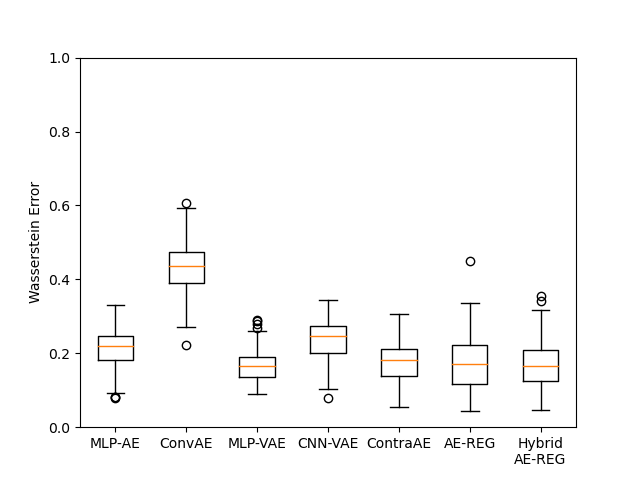 1.0
0.8
0.6
0.4
0.2
0.0
Wasserstein Error
MLP-AE ConvAE MLP-VAE CNN-VAE ContraAE AE-REG Hybrid
AE-REG